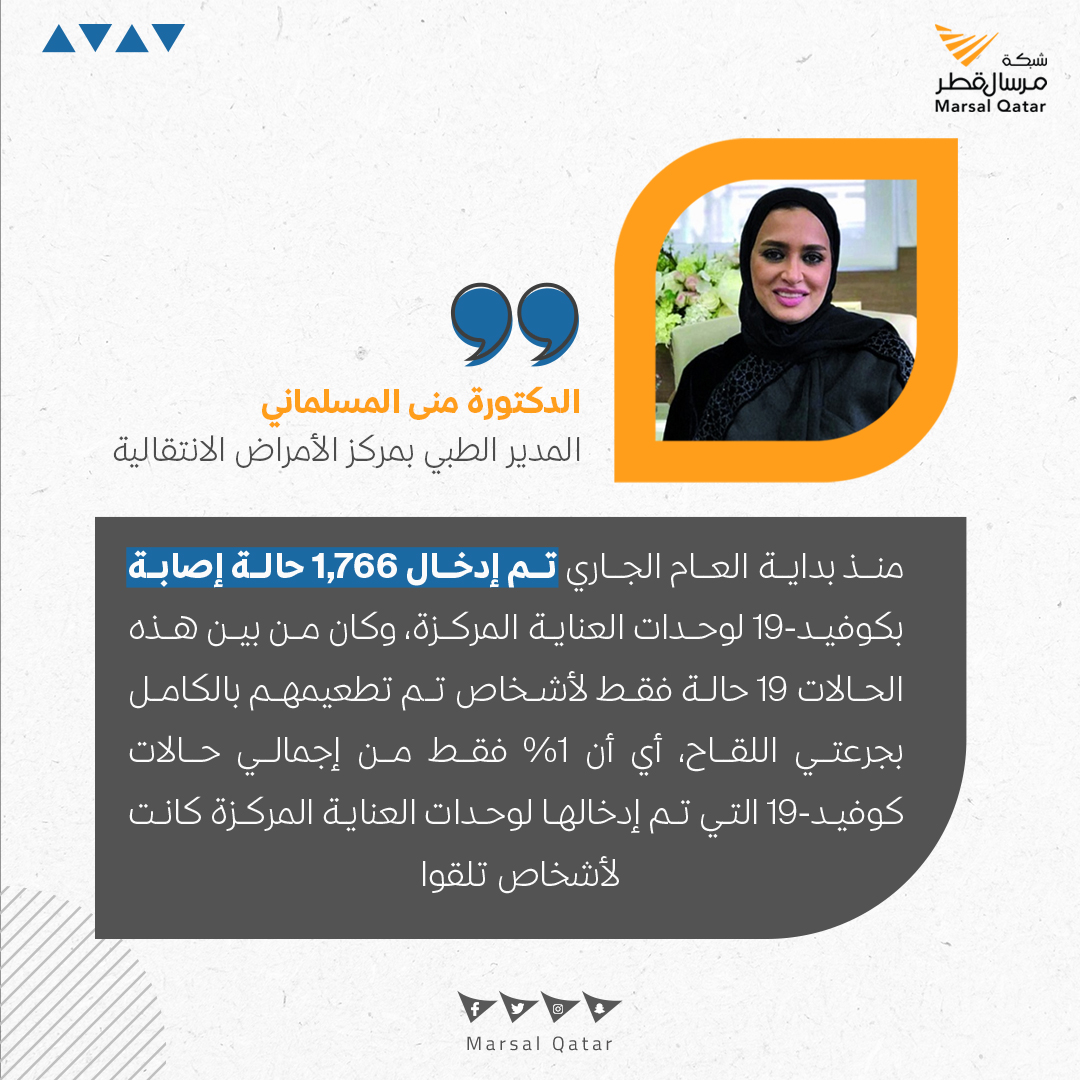 شبكة
مرسال قطر
Marsal Qatar
الدكتورة منى المسلماني
المدير الطبي بمركز الأمراض الانتقالية
منذ بداية العام الجاري تم إدخال 1,766 حالة إصابة
بكوفيد-19 لوحدات العناية المركزة، وكان من بين هذه
الحالات 19 حالة فقط لأشخاص تم تطعيمهم بالكامل
بجرعتي اللقاح، أي أن 1% فقط من إجمالي حالات
كوفيد-19 التي تم إدخالها لوحدات العناية المركزة كانت
لأشخاص تلقوا
Marsal Qatar